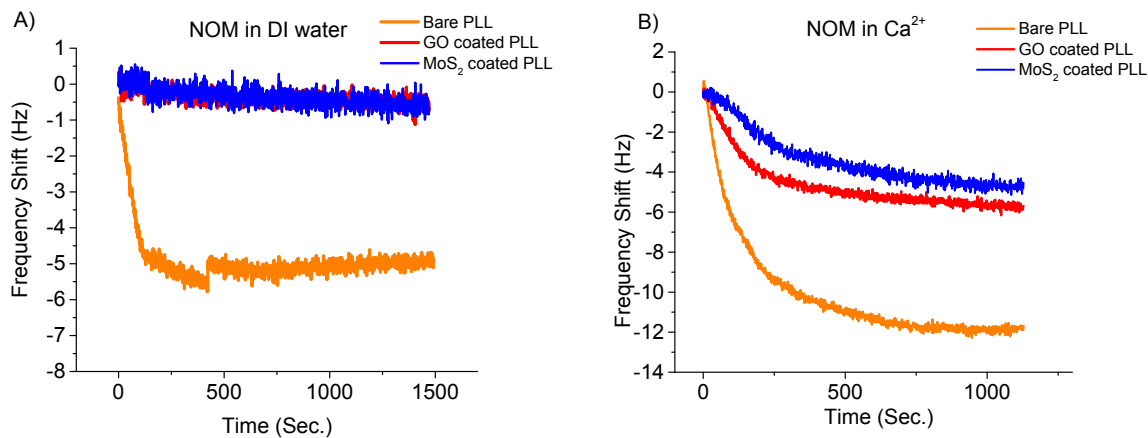 A)
NOM in DI water
Bare PLL
GO coated PLL
MoS₂ coated PLL
Frequency Shift (Hz)
1
0
-1
-2
-3
-4
-5
-6
-7
-8
0
500
1000
1500
Time (Sec.)
B)
NOM in Ca²⁺
Bare PLL
GO coated PLL
MoS₂ coated PLL
Frequency Shift (Hz)
0
-2
-4
-6
-8
-10
-12
-14
0
500
1000
Time (Sec.)